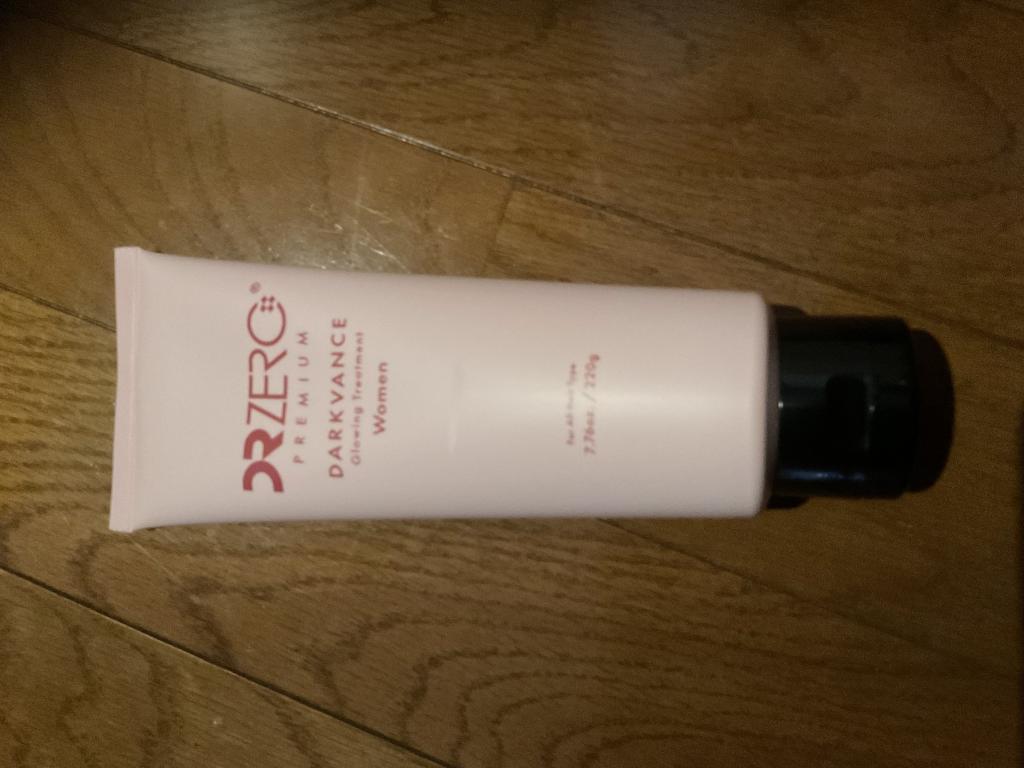 DRZERO®
PREMIUM
DARKVANCE
Glowing Treatment
Women
For All Hair Type
7.76oz. / 220g